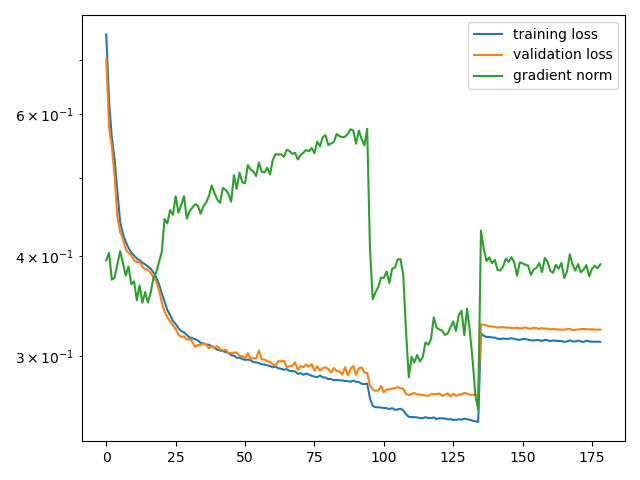 training loss
validation loss
gradient norm
6 × 10⁻¹
4 × 10⁻¹
3 × 10⁻¹
0 25 50 75 100 125 150 175